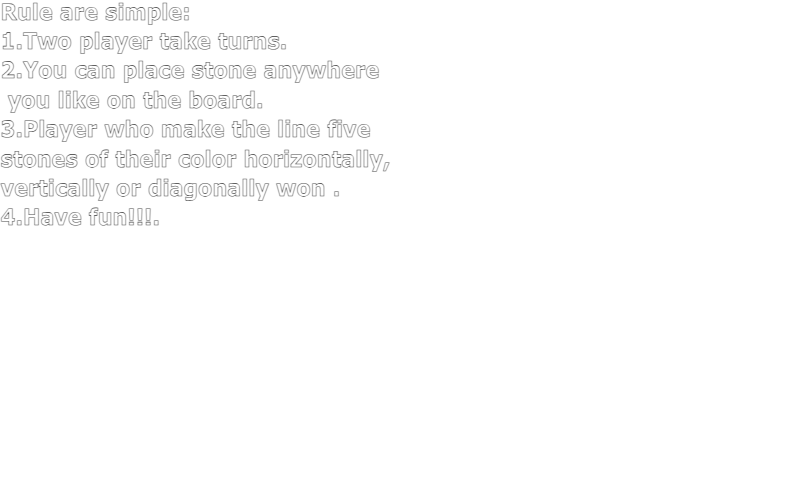 Rule are simple:
1.Two player take turns.
2.You can place stone anywhere
you like on the board.
3.Player who make the line five
stones of their color horizontally,
vertically or diagonally won .
4.Have fun!!!.